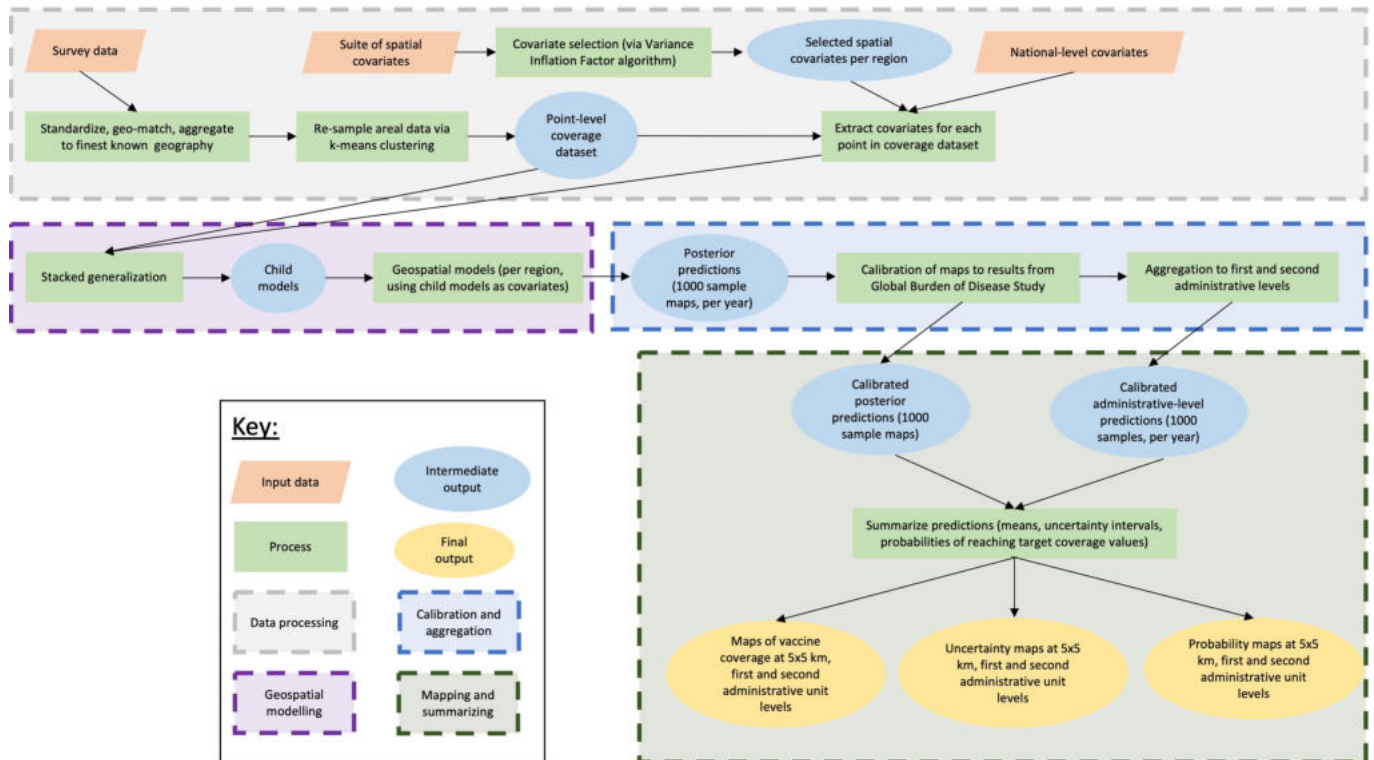 Survey data
Suite of spatial
covariates
Covariate selection (via Variance
Inflation Factor algorithm)
Selected spatial
covariates per
region
National-level covariates
Standardize, geo-match, aggregate
to finest known geography
Re-sample areal data via
k-means clustering
Point-level
coverage
dataset
Extract covariates for each
point in coverage dataset
Stacked generalization
Child
models
Geospatial models (per region,
using child models as covariates)
Posterior
predictions
(1000 sample
maps, per year)
Calibration of maps to results from
Global Burden of Disease Study
Aggregation to first and second
administrative levels
Calibrated
posterior
predictions (1000
sample maps)
Calibrated
administrative-level
predictions (1000
samples, per year)
Summarize predictions (means, uncertainty intervals,
probabilities of reaching target coverage values)
Maps of vaccine
coverage at 5x5 km,
first and second
administrative unit
levels
Uncertainty maps at 5x5
km, first and second
administrative unit
levels
Probability maps at 5x5
km, first and second
administrative unit
levels
Key:
Input data
Intermediate
output
Process
Final
output
Data processing
Calibration and
aggregation
Geospatial
modelling
Mapping and
summarizing